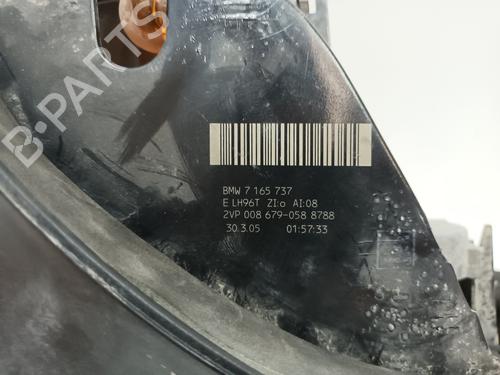 B-PARTS
BMW 7 165 737
E LH96T ZI:o AI:08
2VP 008 679-058 8788
30.3.05 01:57:33